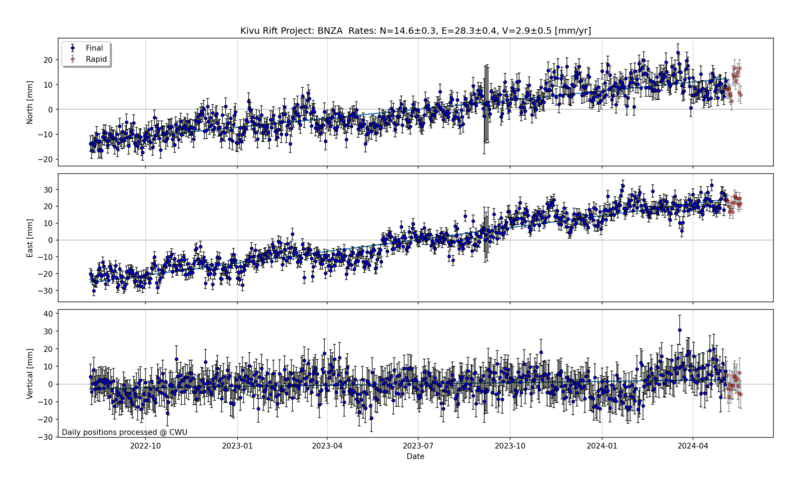 Kivu Rift Project: BNZA  Rates: N=14.6±0.3, E=28.3±0.4, V=2.9±0.5 [mm/yr]
Final
Rapid
North [mm]
20
10
0
−10
−20
East [mm]
30
20
10
0
−10
−20
−30
Vertical [mm]
40
30
20
10
0
−10
−20
−30
Daily positions processed @ CWU
2022-10 2023-01 2023-04 2023-07 2023-10 2024-01 2024-04
Date